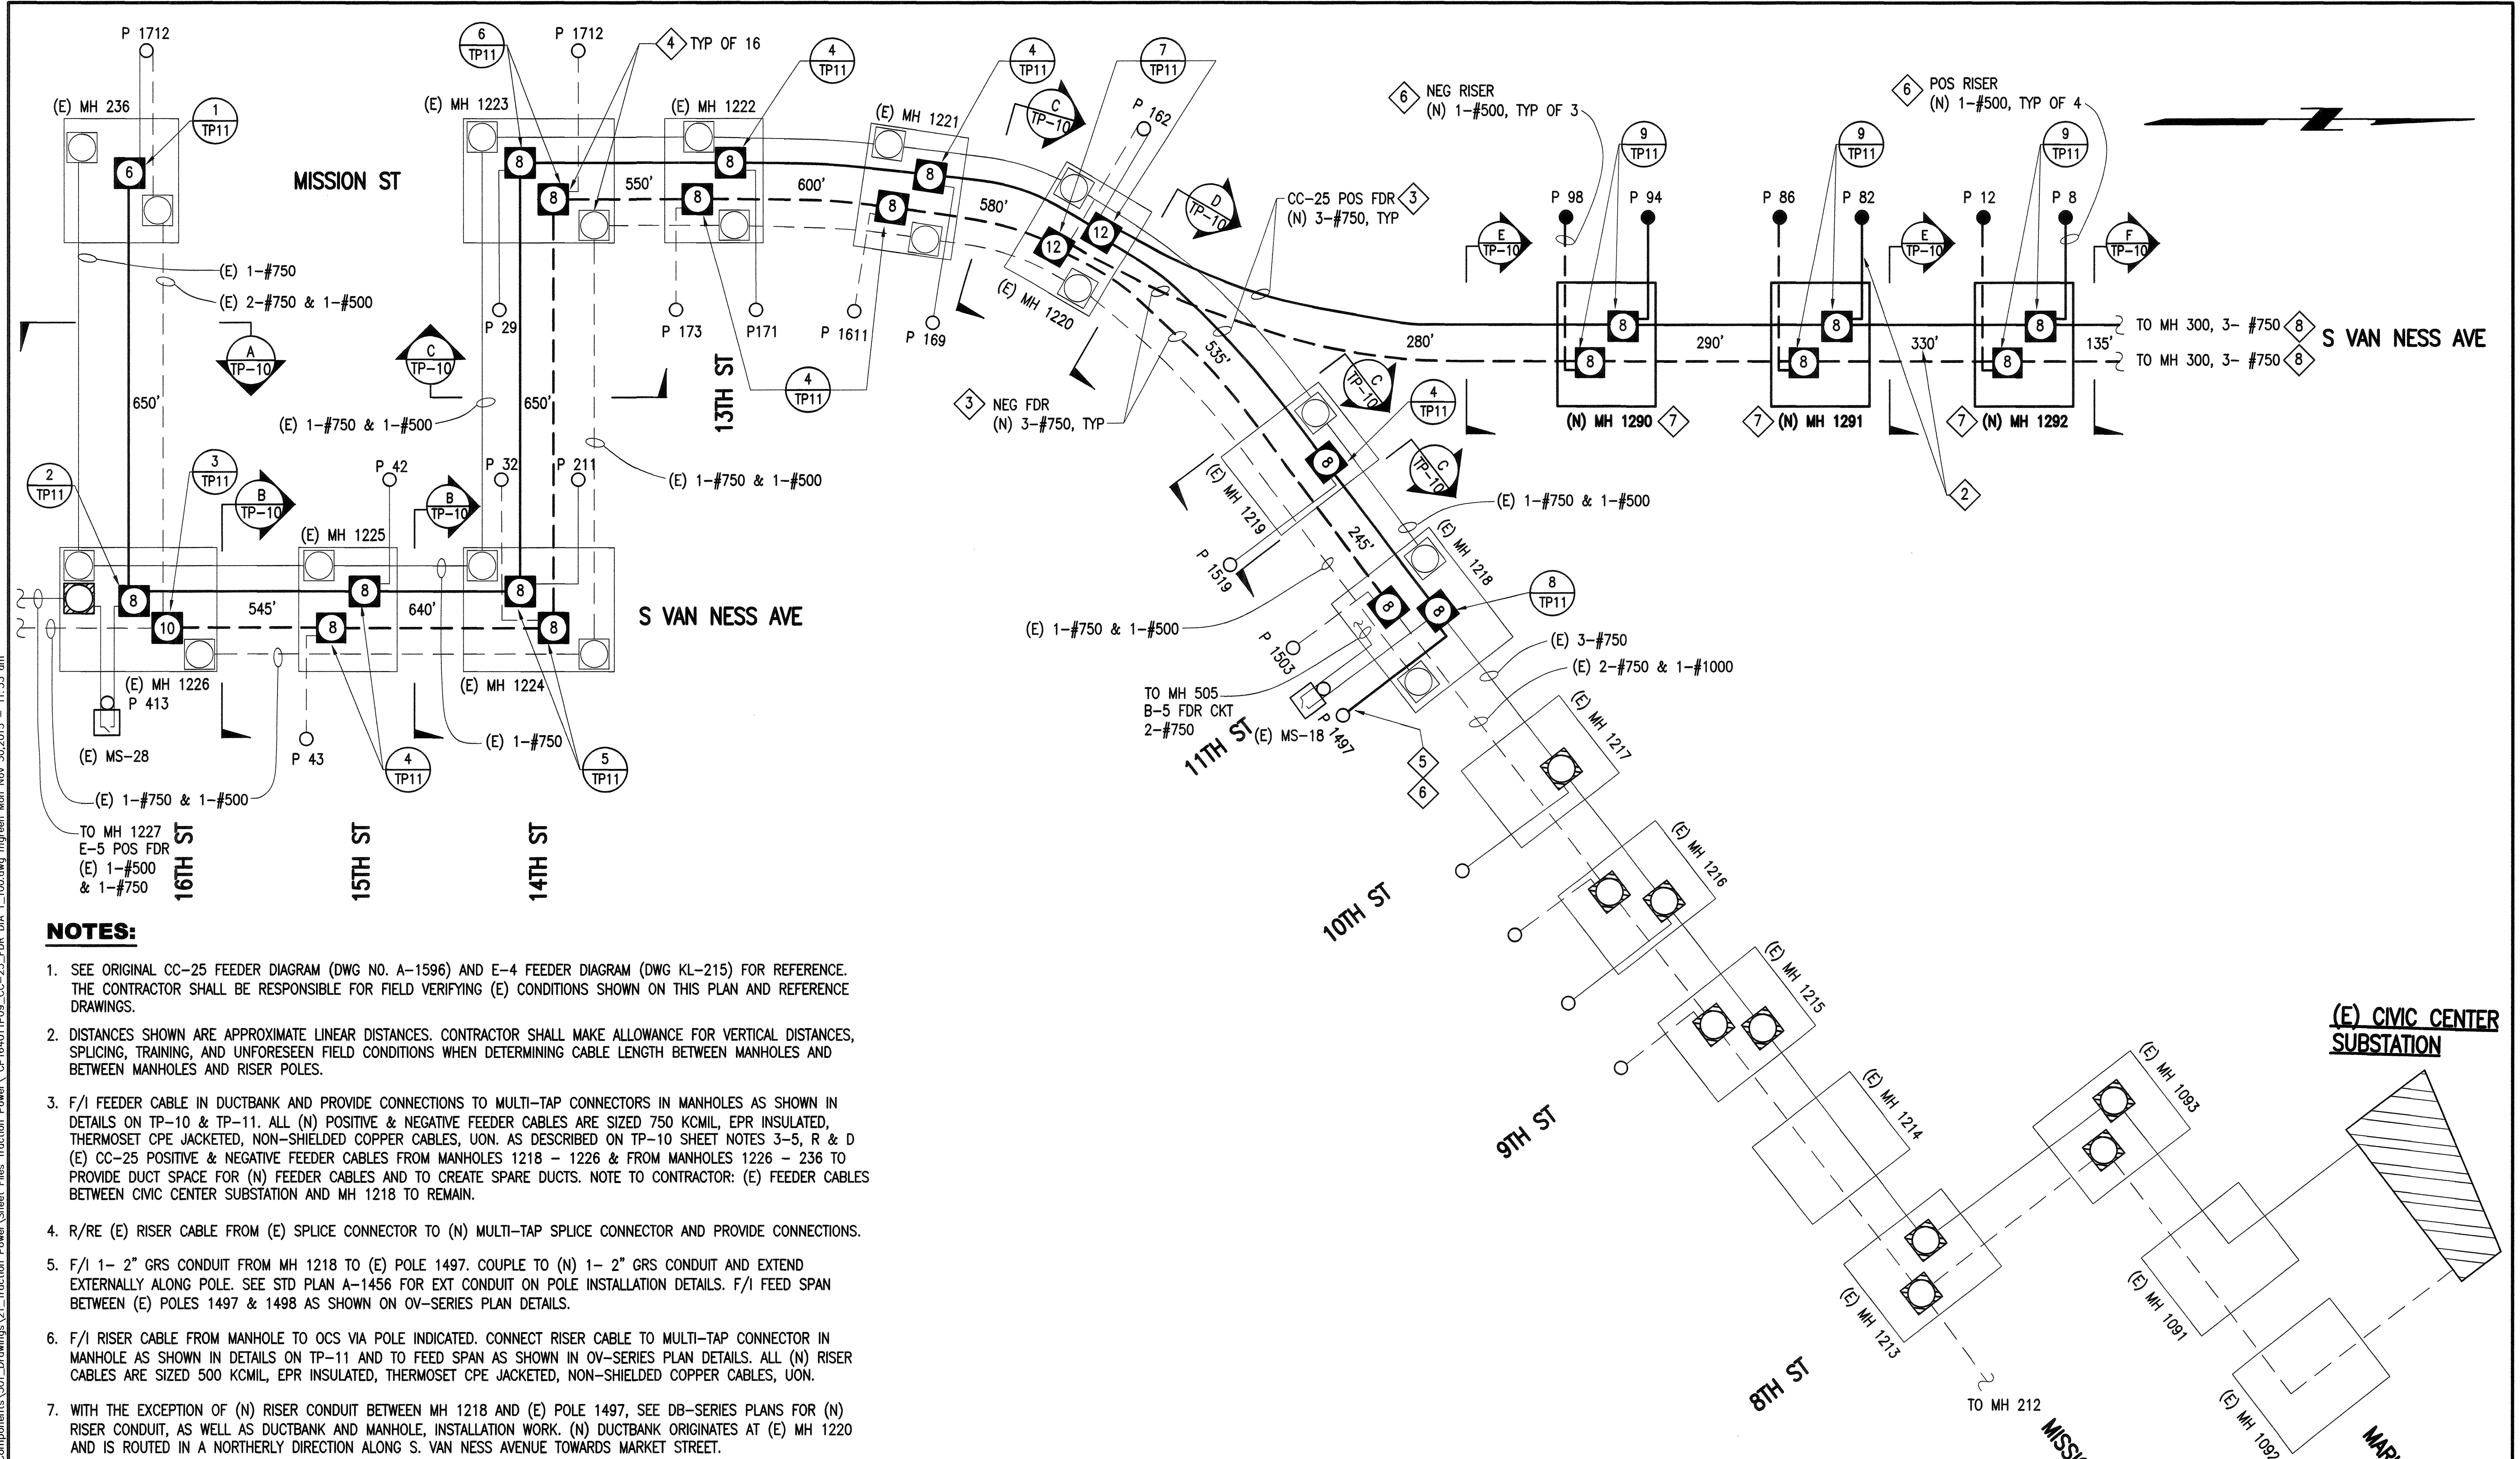 P 1712
6
TP11
P 1712
4 TYP OF 16
4
TP11
4
TP11
7
TP11
6 NEG RISER
(N) 1-#500, TYP OF 3
6 POS RISER
(N) 1-#500, TYP OF 4
(E) MH 236
1
TP11
(E) MH 1223
(E) MH 1222
(E) MH 1221
C
TP-10
P 162
9
TP11
9
TP11
9
TP11
Z
6
MISSION ST
8
8
8
8
8
8
550'
600'
580'
12
12
D
TP-10
CC-25 POS FDR 3
(N) 3-#750, TYP
P 98
P 94
P 86
P 82
P 12
P 8
E
TP-10
E
TP-10
F
TP-10
(E) 1-#750
(E) 2-#750 & 1-#500
P 29
P 173
P171
P 1611
P 169
(E) MH 1220
8
8
8
8
8
8
280'
290'
330'
135'
TO MH 300, 3- #750 8
TO MH 300, 3- #750 8
S VAN NESS AVE
A
TP-10
C
TP-10
650'
650'
(E) 1-#750 & 1-#500
13TH ST
4
TP11
535'
3 NEG FDR
(N) 3-#750, TYP
C
TP-10
4
TP11
(N) MH 1290 7
7 (N) MH 1291
7 (N) MH 1292
2
2
TP11
3
TP11
B
TP-10
P 42
B
TP-10
P 32
P 211
(E) 1-#750 & 1-#500
8
C
TP-10
(E) MH 1219
(E) 1-#750 & 1-#500
(E) MH 1225
245'
(E) MH 1218
P 1519
8
10
545'
8
8
640'
8
8
S VAN NESS AVE
8
8
8
TP11
(E) 1-#750 & 1-#500
P 1503
(E) 3-#750
(E) 2-#750 & 1-#1000
(E) MH 1226
(E) MH 1224
P 413
(E) MS-28
P 43
4
TP11
(E) 1-#750
5
TP11
TO MH 505
B-5 FDR CKT
2-#750
11TH ST
(E) MS-18
P 1497
5
6
(E) MH 1217
(E) 1-#750 & 1-#500
TO MH 1227
E-5 POS FDR
(E) 1-#500
& 1-#750
16TH ST
15TH ST
14TH ST
10TH ST
(E) MH 1216
(E) MH 1215
9TH ST
(E) MH 1214
(E) MH 1093
(E) CIVIC CENTER
SUBSTATION
(E) MH 1213
(E) MH 1091
(E) MH 1092
8TH ST
TO MH 212
NOTES:
1. SEE ORIGINAL CC-25 FEEDER DIAGRAM (DWG NO. A-1596) AND E-4 FEEDER DIAGRAM (DWG KL-215) FOR REFERENCE.
THE CONTRACTOR SHALL BE RESPONSIBLE FOR FIELD VERIFYING (E) CONDITIONS SHOWN ON THIS PLAN AND REFERENCE
DRAWINGS.
2. DISTANCES SHOWN ARE APPROXIMATE LINEAR DISTANCES. CONTRACTOR SHALL MAKE ALLOWANCE FOR VERTICAL DISTANCES,
SPLICING, TRAINING, AND UNFORESEEN FIELD CONDITIONS WHEN DETERMINING CABLE LENGTH BETWEEN MANHOLES AND
BETWEEN MANHOLES AND RISER POLES.
3. F/I FEEDER CABLE IN DUCTBANK AND PROVIDE CONNECTIONS TO MULTI-TAP CONNECTORS IN MANHOLES AS SHOWN IN
DETAILS ON TP-10 & TP-11. ALL (N) POSITIVE & NEGATIVE FEEDER CABLES ARE SIZED 750 KCMIL, EPR INSULATED,
THERMOSET CPE JACKETED, NON-SHIELDED COPPER CABLES, UON. AS DESCRIBED ON TP-10 SHEET NOTES 3-5, R & D
(E) CC-25 POSITIVE & NEGATIVE FEEDER CABLES FROM MANHOLES 1218 - 1226 & FROM MANHOLES 1226 - 236 TO
PROVIDE DUCT SPACE FOR (N) FEEDER CABLES AND TO CREATE SPARE DUCTS. NOTE TO CONTRACTOR: (E) FEEDER CABLES
BETWEEN CIVIC CENTER SUBSTATION AND MH 1218 TO REMAIN.
4. R/RE (E) RISER CABLE FROM (E) SPLICE CONNECTOR TO (N) MULTI-TAP SPLICE CONNECTOR AND PROVIDE CONNECTIONS.
5. F/I 1- 2" GRS CONDUIT FROM MH 1218 TO (E) POLE 1497. COUPLE TO (N) 1- 2" GRS CONDUIT AND EXTEND
EXTERNALLY ALONG POLE. SEE STD PLAN A-1456 FOR EXT CONDUIT ON POLE INSTALLATION DETAILS. F/I FEED SPAN
BETWEEN (E) POLES 1497 & 1498 AS SHOWN ON OV-SERIES PLAN DETAILS.
6. F/I RISER CABLE FROM MANHOLE TO OCS VIA POLE INDICATED. CONNECT RISER CABLE TO MULTI-TAP CONNECTOR IN
MANHOLE AS SHOWN IN DETAILS ON TP-11 AND TO FEED SPAN AS SHOWN IN OV-SERIES PLAN DETAILS. ALL (N) RISER
CABLES ARE SIZED 500 KCMIL, EPR INSULATED, THERMOSET CPE JACKETED, NON-SHIELDED COPPER CABLES, UON.
7. WITH THE EXCEPTION OF (N) RISER CONDUIT BETWEEN MH 1218 AND (E) POLE 1497, SEE DB-SERIES PLANS FOR (N)
RISER CONDUIT, AS WELL AS DUCTBANK AND MANHOLE, INSTALLATION WORK. (N) DUCTBANK ORIGINATES AT (E) MH 1220
AND IS ROUTED IN A NORTHERLY DIRECTION ALONG S. VAN NESS AVENUE TOWARDS MARKET STREET.